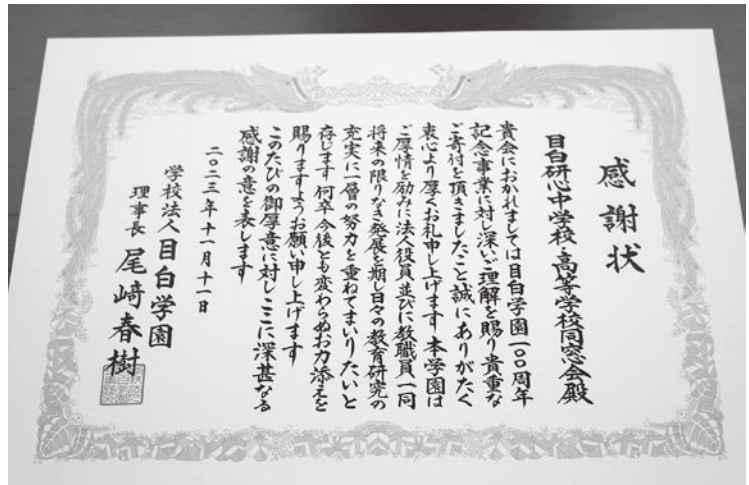 感謝状
目白研心中学校・高等学校同窓会殿
貴会におかれましては目白学園一〇〇周年
記念事業に対し深いご理解を賜り貴重な
ご寄付を頂きましたこと誠にありがたく
衷心より厚くお礼申し上げます 本学園は
ご厚情を励みに法人役員並びに教職員一同
将来の限りなき発展を期し日々の教育研究の
充実に一層の努力を重ねてまいりたいと
存じます 何卒今後とも変わらぬお力添えを
賜りますようお願い申し上げます
このたびの御厚意に対しここに深甚なる
感謝の意を表します
二〇二三年十一月十一日
学校法人 目白学園
理事長 尾﨑春樹